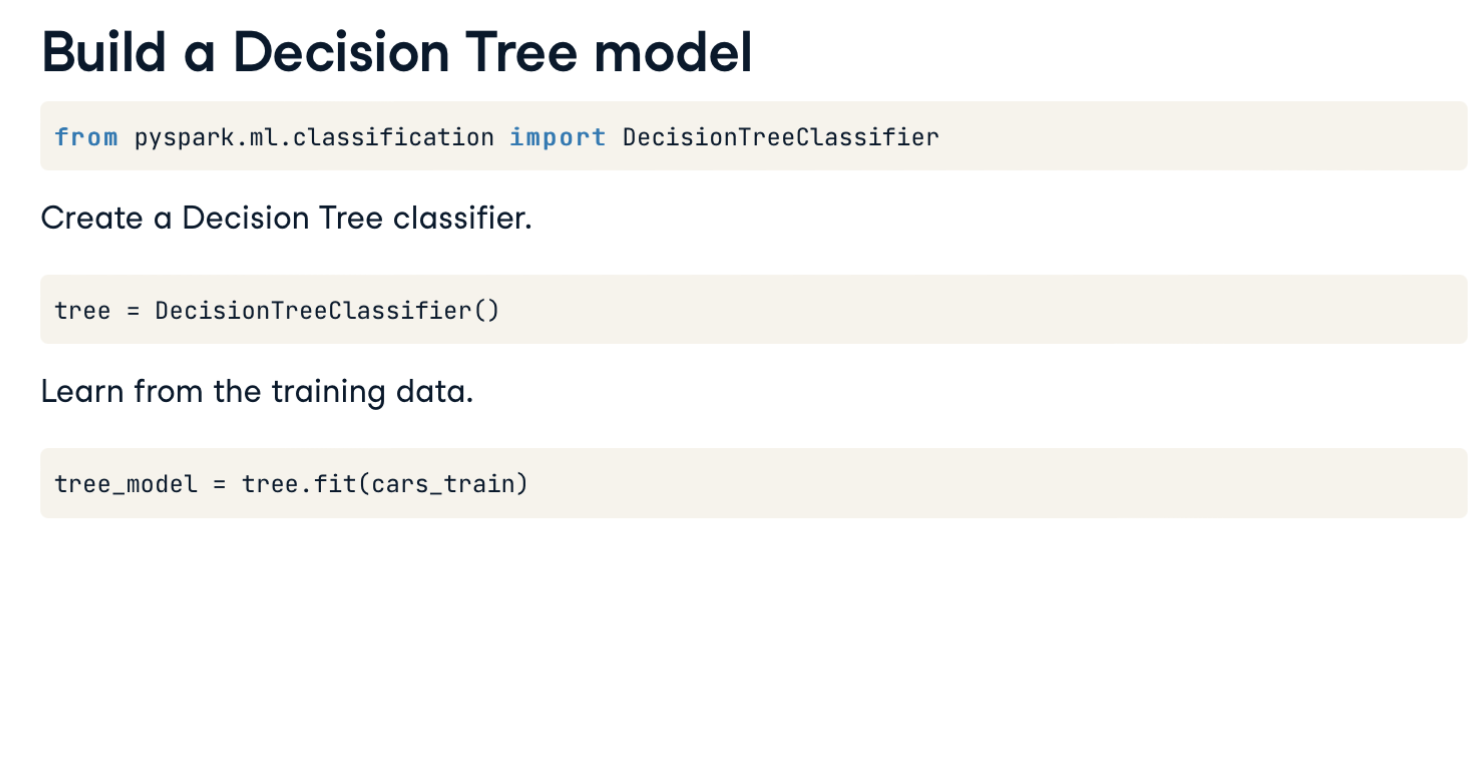 Build a Decision Tree model
from pyspark.ml.classification import DecisionTreeClassifier
Create a Decision Tree classifier.
tree = DecisionTreeClassifier()
Learn from the training data.
tree_model = tree.fit(cars_train)